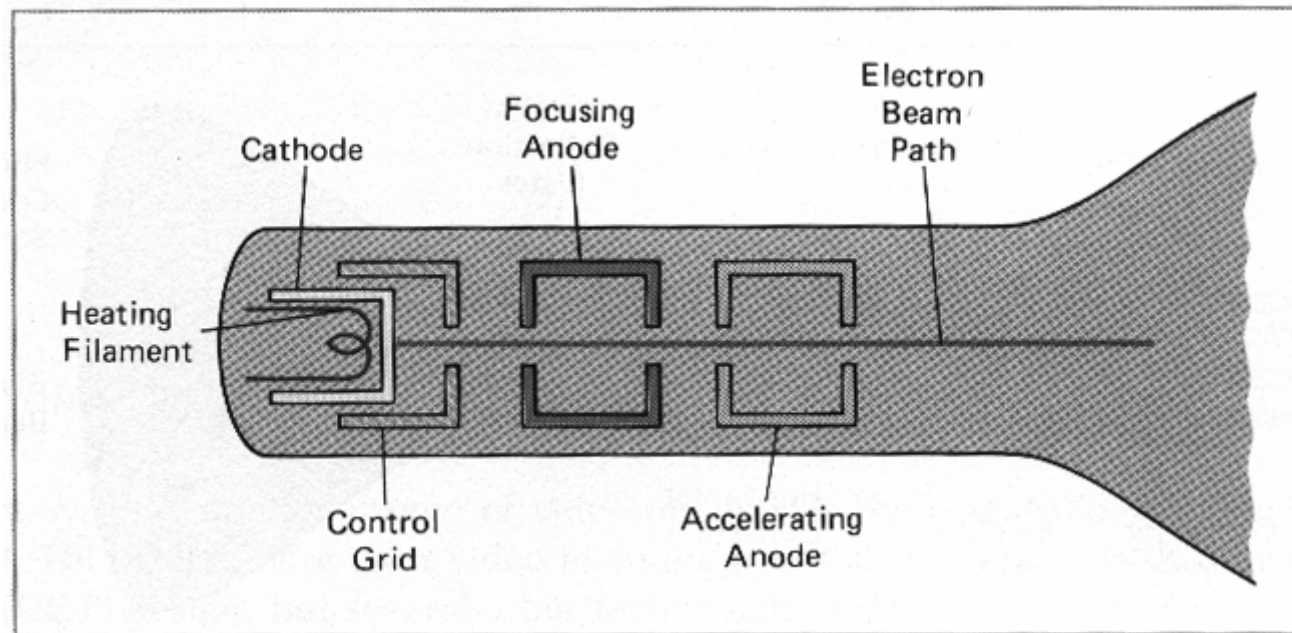 Electron
Beam
Path
Focusing
Anode
Cathode
Heating
Filament
Control
Grid
Accelerating
Anode